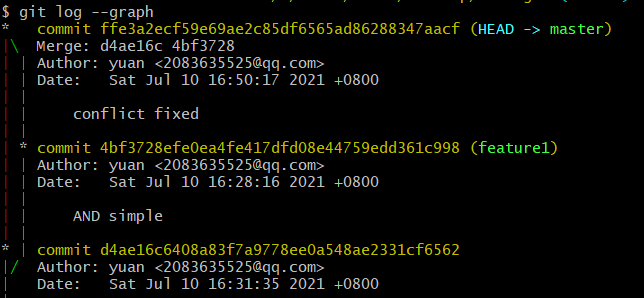 $ git log --graph
*   commit ffe3a2ecf59e69ae2c85df6565ad86288347aacf (HEAD -> master)
|\  Merge: d4ae16c 4bf3728
| | Author: yuan <2083635525@qq.com>
| | Date:   Sat Jul 10 16:50:17 2021 +0800
| |
| |     conflict fixed
| |
| * commit 4bf3728efe0ea4fe417dfd08e44759edd361c998 (feature1)
| | Author: yuan <2083635525@qq.com>
| | Date:   Sat Jul 10 16:28:16 2021 +0800
| |
| |     AND simple
| |
* | commit d4ae16c6408a83f7a9778ee0a548ae2331cf6562
|/  Author: yuan <2083635525@qq.com>
|   Date:   Sat Jul 10 16:31:35 2021 +0800